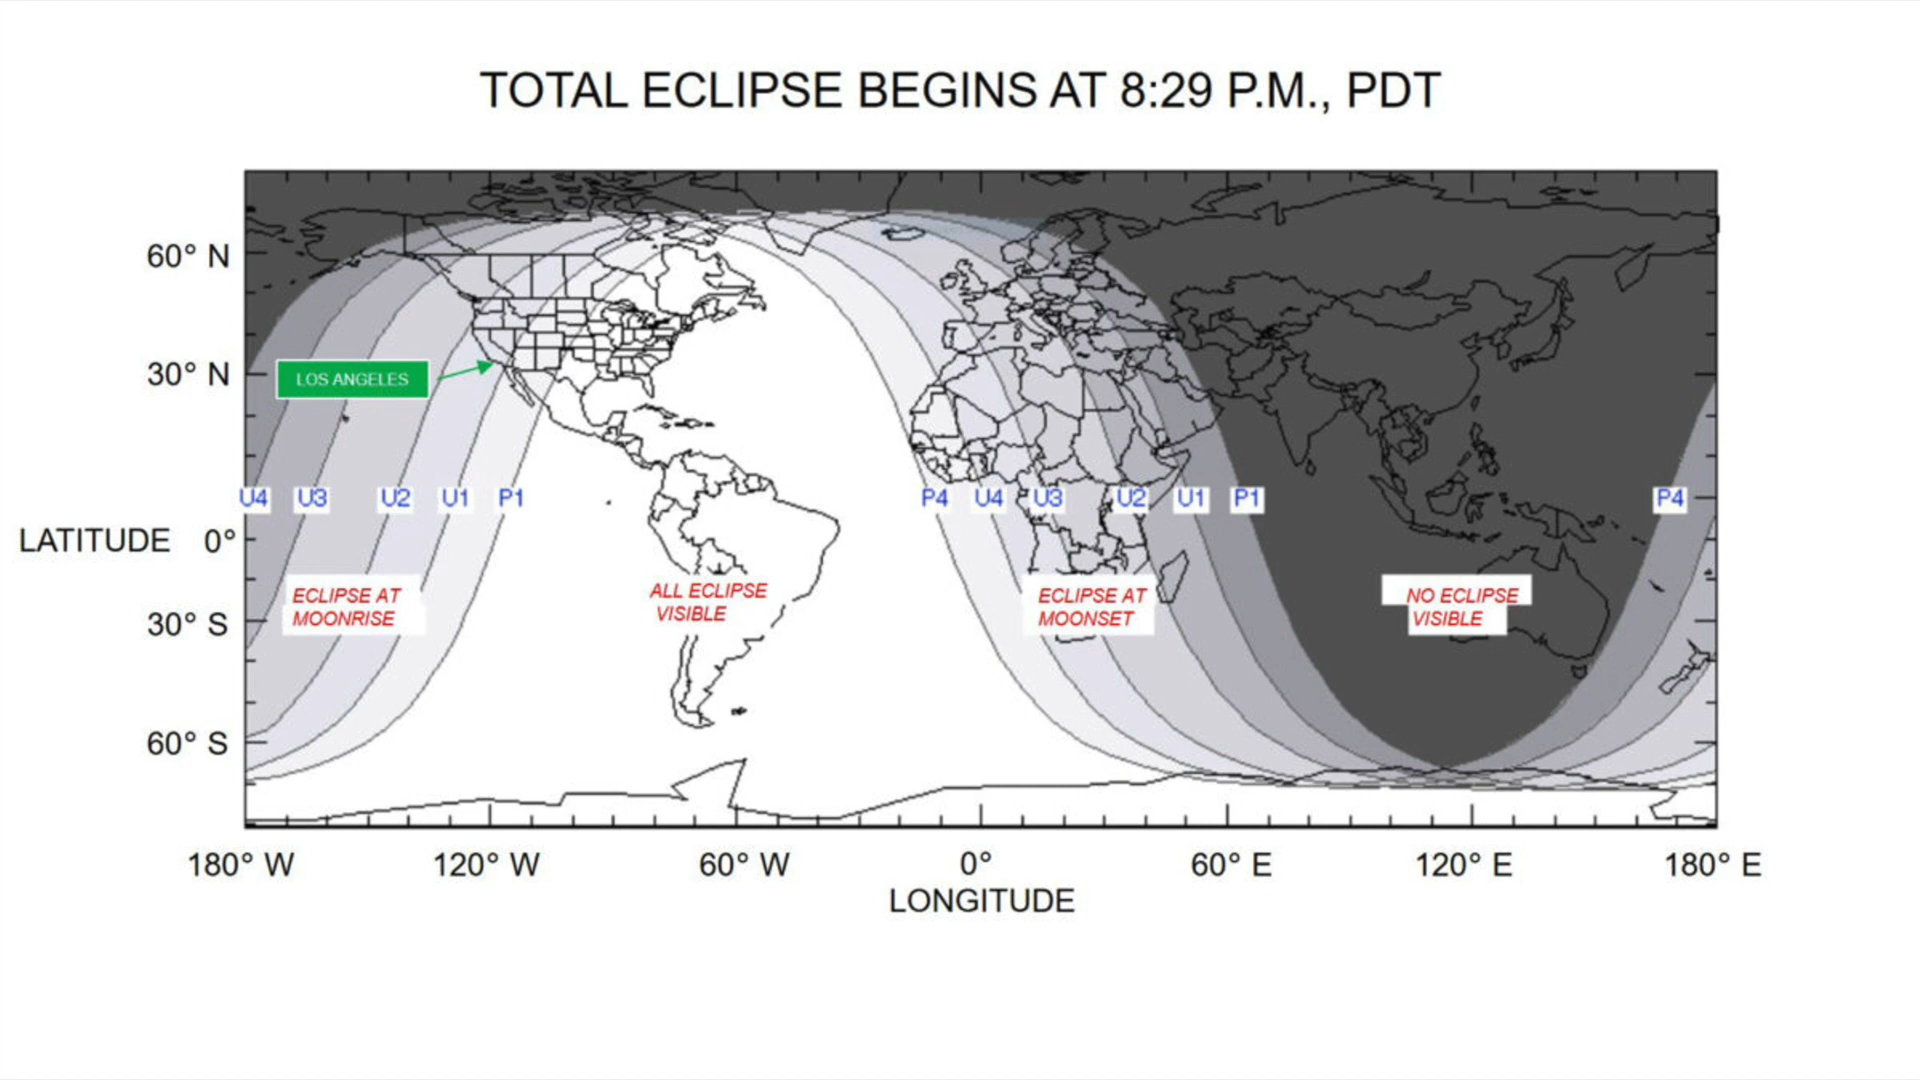 TOTAL ECLIPSE BEGINS AT 8:29 P.M., PDT
60° N
30° N
LOS ANGELES
U4 U3 U2 U1 P1 P4 U4 U3 U2 U1 P1 P4
LATITUDE 0°
ECLIPSE AT
MOONRISE
ALL ECLIPSE
VISIBLE
ECLIPSE AT
MOONSET
NO ECLIPSE
VISIBLE
30° S
60° S
180° W 120° W 60° W 0° 60° E 120° E 180° E
LONGITUDE